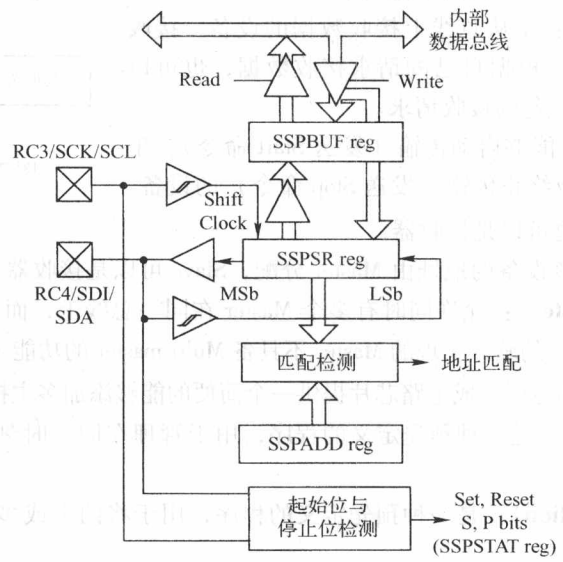 内部
数据总线
Read
Write
SSPBUF reg
RC3/SCK/SCL
Shift
Clock
SSPSR reg
MSb
LSb
RC4/SDI/
SDA
匹配检测
地址匹配
SSPADD reg
起始位与
停止位检测
Set, Reset
S, P bits
(SSPSTAT reg)